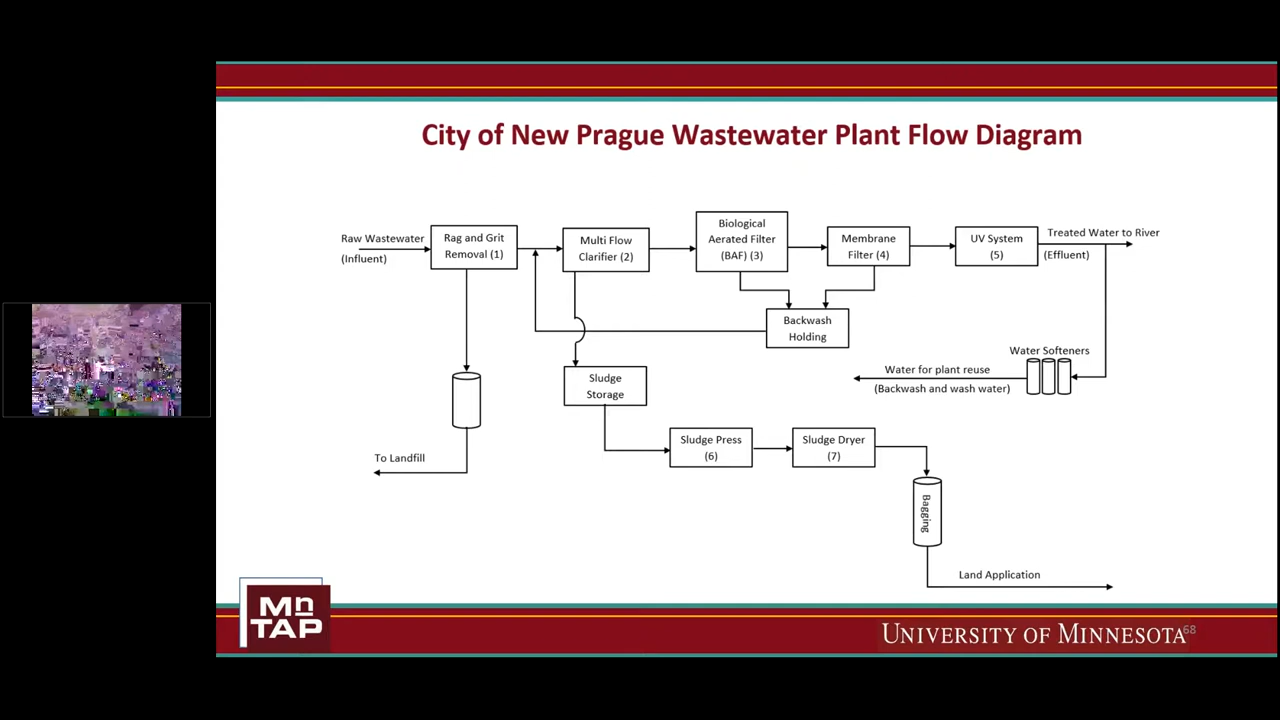 City of New Prague Wastewater Plant Flow Diagram
Raw Wastewater
(Influent)
Rag and Grit
Removal (1)
Multi Flow
Clarifier (2)
Biological
Aerated Filter
(BAF) (3)
Membrane
Filter (4)
UV System
(5)
Treated Water to River
(Effluent)
Backwash
Holding
Water Softeners
Water for plant reuse
(Backwash and wash water)
Sludge
Storage
Sludge Press
(6)
Sludge Dryer
(7)
To Landfill
Bagging
Land Application
Mn
TAP
UNIVERSITY OF MINNESOTA
68